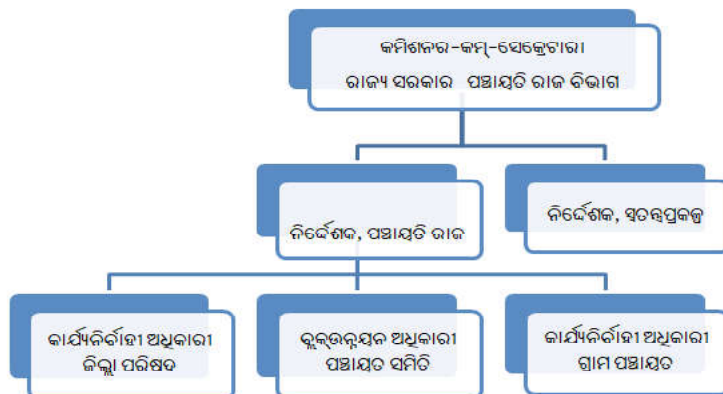 କମିଶନର-କମ୍-ସେକ୍ରେଟାରୀ
ରାଜ୍ୟ ସରକାର ପଞ୍ଚାୟତି ରାଜ ବିଭାଗ
ନିର୍ଦ୍ଦେଶକ, ପଞ୍ଚାୟତି ରାଜ
ନିର୍ଦ୍ଦେଶକ, ସ୍ବତନ୍ତ୍ରପ୍ରକଳ୍ପ
କାର୍ଯ୍ୟନିର୍ବାହୀ ଅଧିକାରୀ
ଜିଲ୍ଲା ପରିଷଦ
ବ୍ଲକ୍‌ଉନ୍ନୟନ ଅଧିକାରୀ
ପଞ୍ଚାୟତ ସମିତି
କାର୍ଯ୍ୟନିର୍ବାହୀ ଅଧିକାରୀ
ଗ୍ରାମ ପଞ୍ଚାୟତ